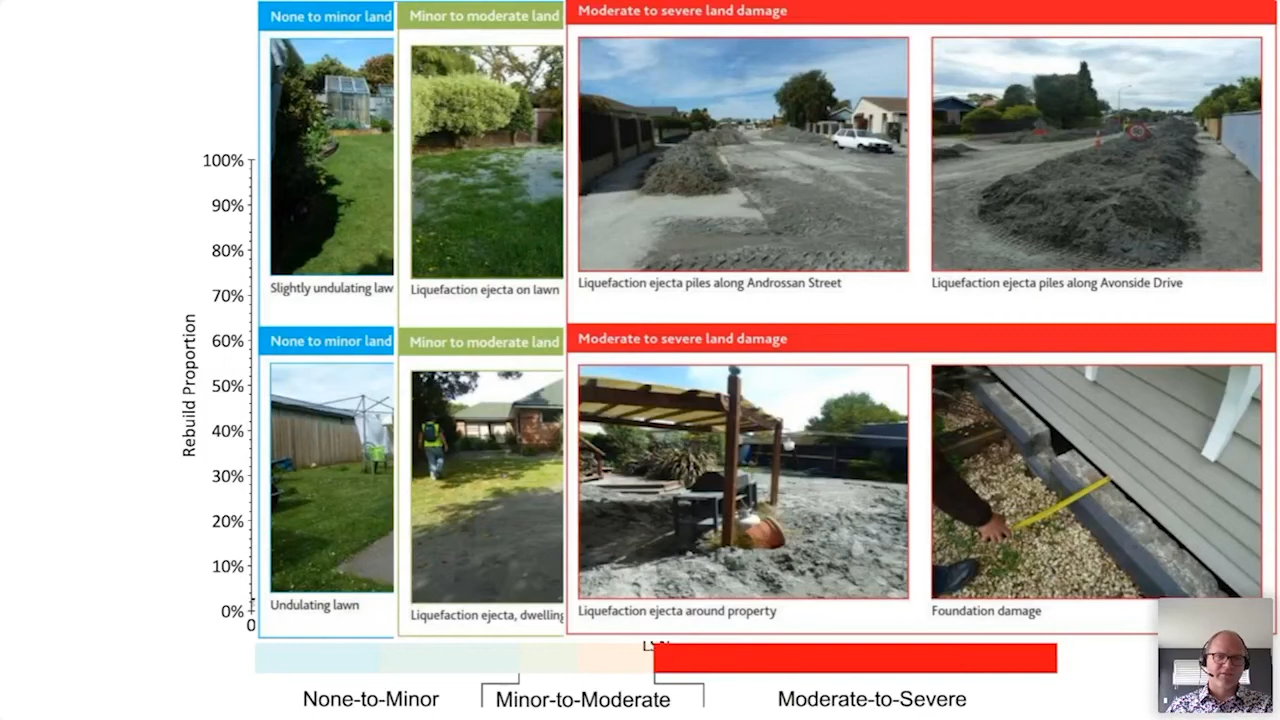 None to minor land
Minor to moderate land
Moderate to severe land damage
Slightly undulating law
Liquefaction ejecta on lawn
Liquefaction ejecta piles along Androssan Street
Liquefaction ejecta piles along Avonside Drive
None to minor land
Minor to moderate land
Moderate to severe land damage
Undulating lawn
Liquefaction ejecta, dwelling
Liquefaction ejecta around property
Foundation damage
Rebuild Proportion
100%
90%
80%
70%
60%
50%
40%
30%
20%
10%
0%
0
None-to-Minor
Minor-to-Moderate
Moderate-to-Severe